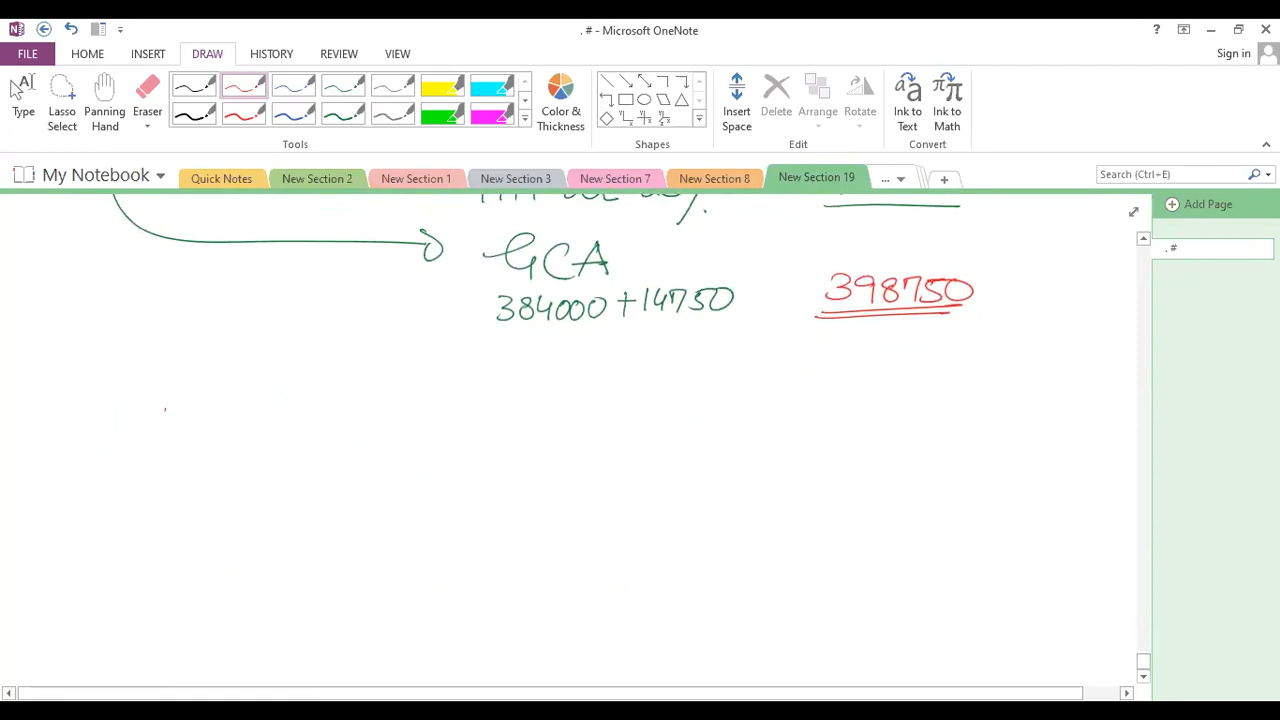 . # - Microsoft OneNote
Sign in
FILE HOME INSERT DRAW HISTORY REVIEW VIEW
Type
Lasso Select
Panning Hand
Eraser
Color & Thickness
Insert Space
Delete
Arrange
Rotate
Ink to Text
Ink to Math
Tools Shapes Edit Convert
My Notebook
Quick Notes New Section 2 New Section 1 New Section 3 New Section 7 New Section 8 New Section 19 ...
Search (Ctrl+E)
Add Page
. #
GCA
384000 + 14750
398750